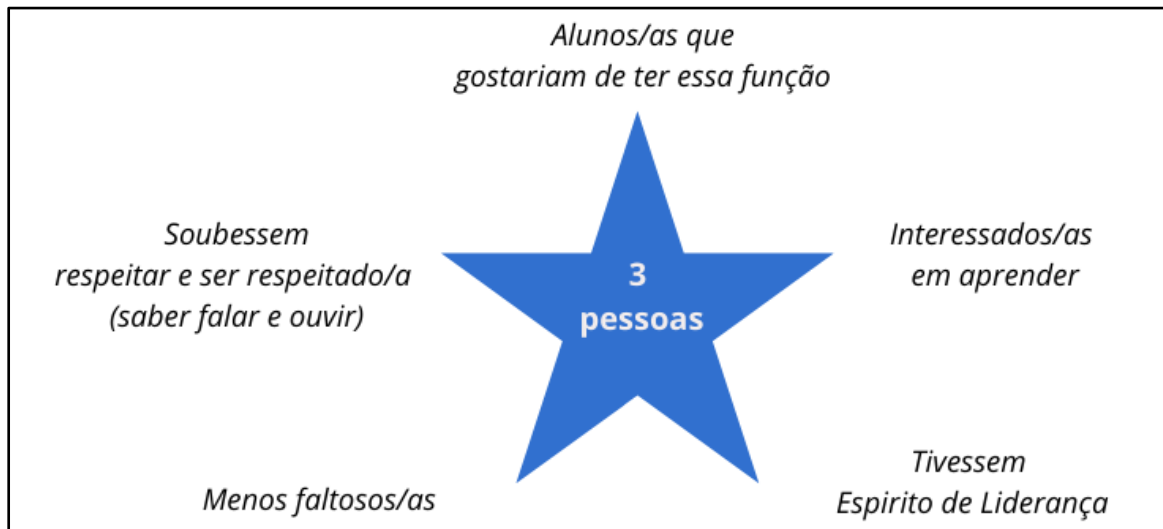 Alunos/as que
gostariam de ter essa função
Soubessem
respeitar e ser respeitado/a
(saber falar e ouvir)
Interessados/as
em aprender
3
pessoas
Menos faltosos/as
Tivessem
Espirito de Liderança